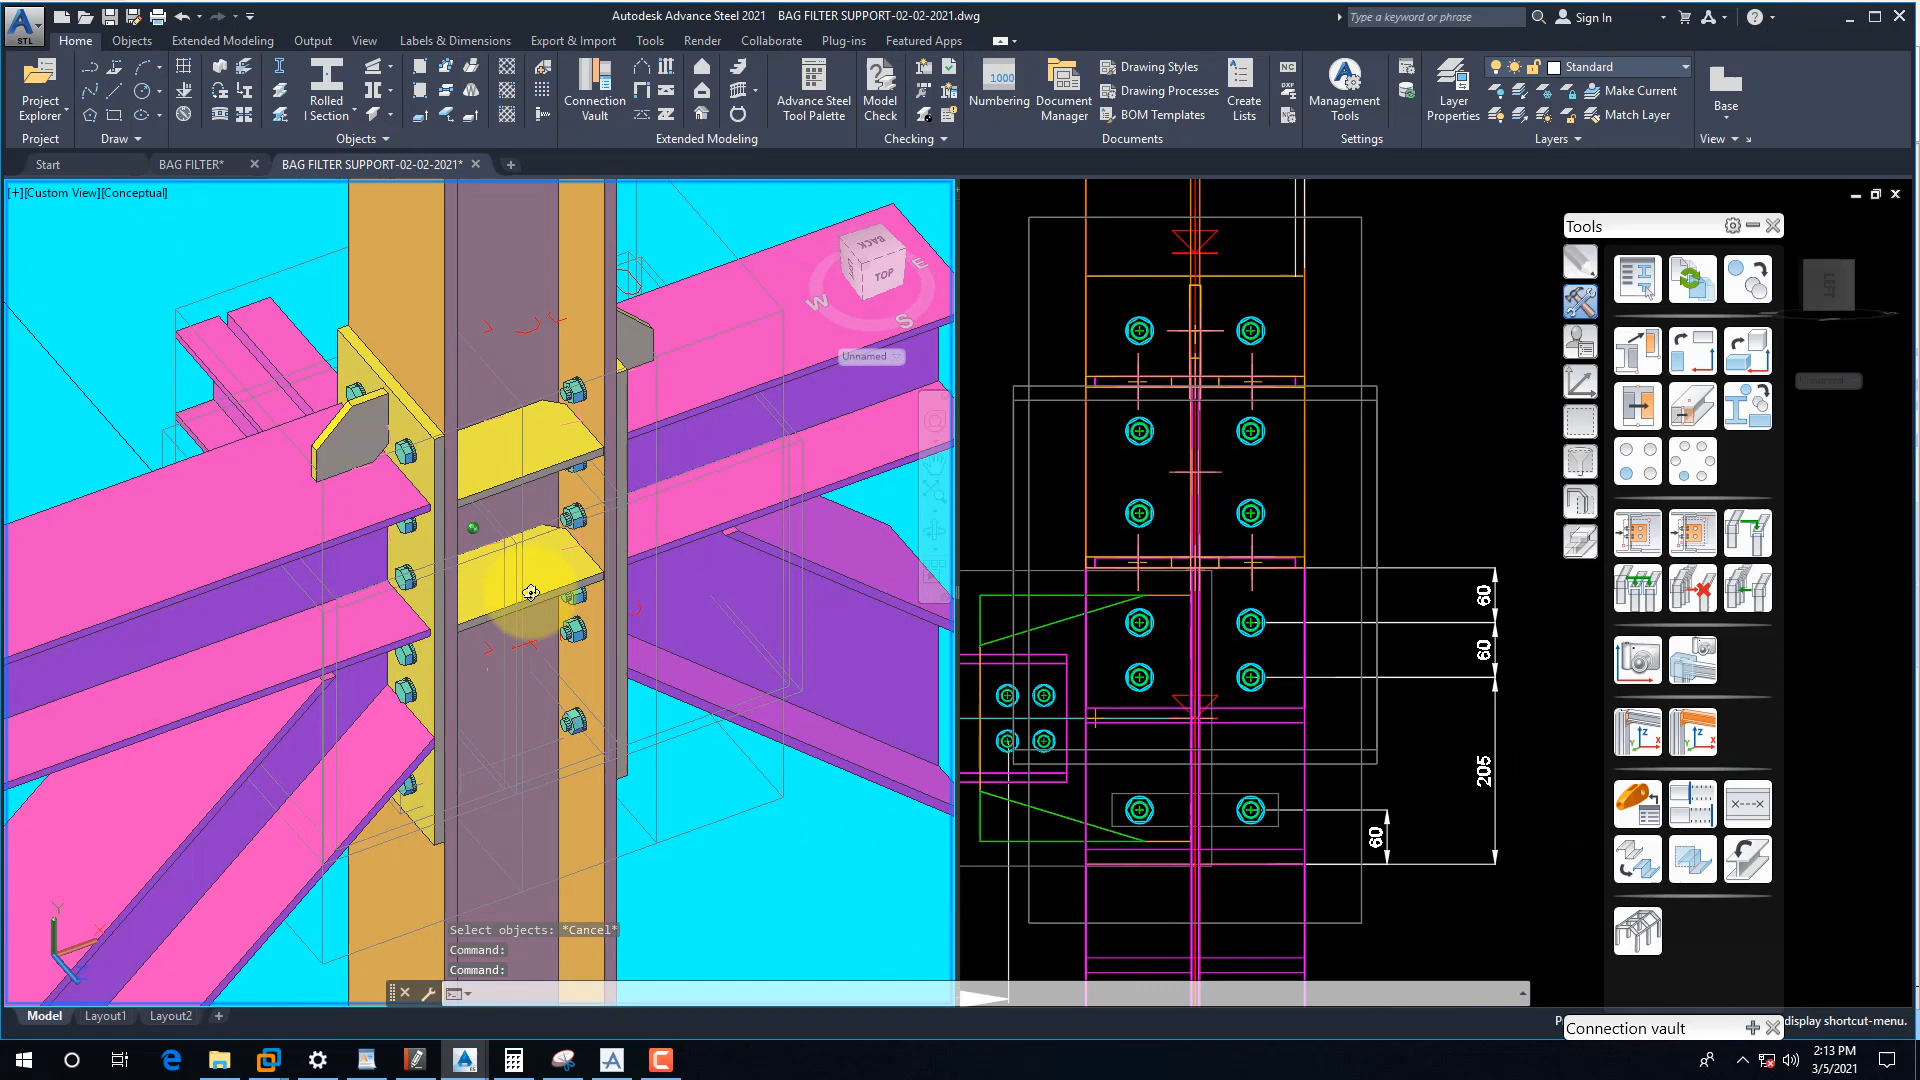 Autodesk Advance Steel 2021 BAG FILTER SUPPORT-02-02-2021.dwg
Type a keyword or phrase
Sign In
STL
Home Objects Extended Modeling Output View Labels & Dimensions Export & Import Tools Render Collaborate Plug-ins Featured Apps
Project Explorer
Rolled I Section
Connection Vault
Advance Steel Tool Palette
Model Check
1000
Numbering
Document Manager
Drawing Styles
Drawing Processes
BOM Templates
Create Lists
NC
DXF
Management Tools
Layer Properties
Standard
Make Current
Match Layer
Base
Project Draw Objects Extended Modeling Checking Documents Settings Layers View
Start BAG FILTER* BAG FILTER SUPPORT-02-02-2021*
[+][Custom View][Conceptual]
BACK
LEFT
TOP
W
E
S
Unnamed
Y
X
60
60
205
60
Tools
LEFT
Z
X
Y
Z
X
Y
Select objects: *Cancel*
Command:
Command:
Model Layout1 Layout2
display shortcut-menu.
Connection vault
2:13 PM
3/5/2021